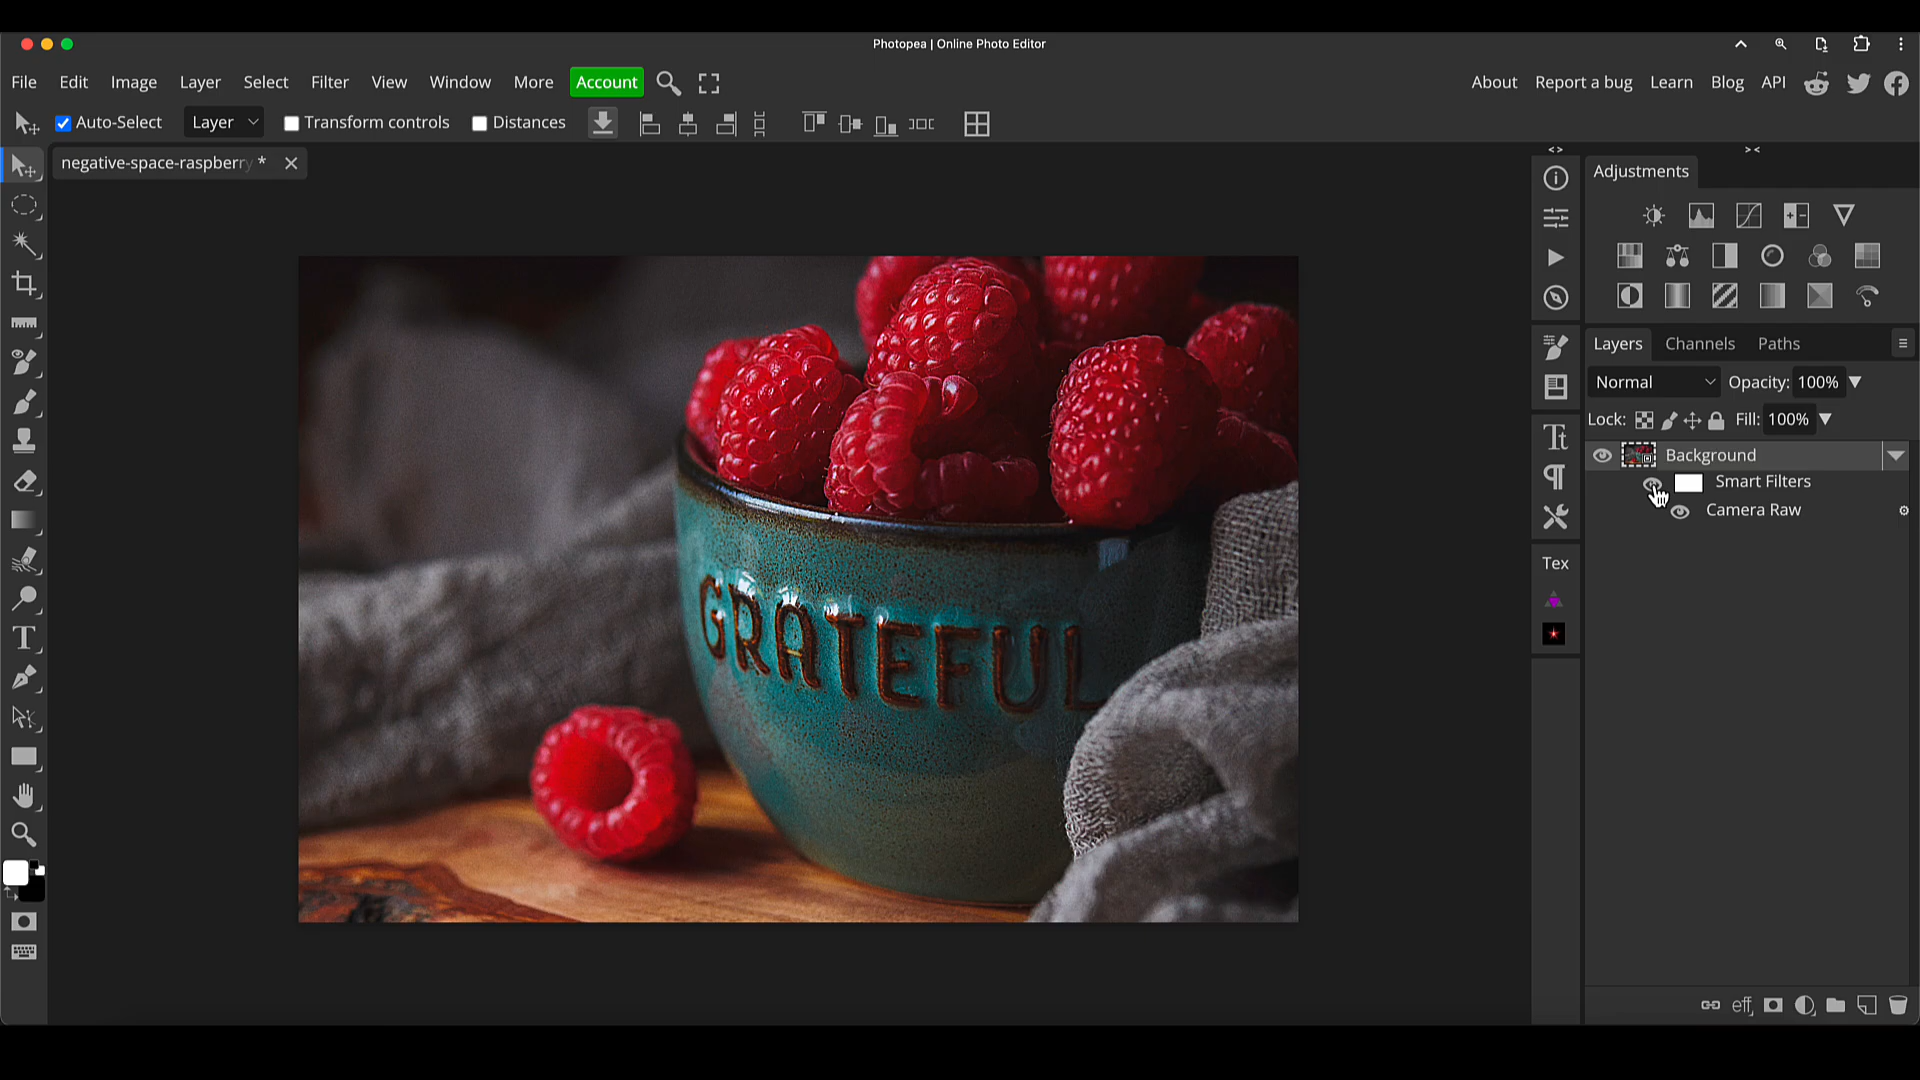 Photopea | Online Photo Editor
File Edit Image Layer Select Filter View Window More Account About Report a bug Learn Blog API
Auto-Select Layer Transform controls Distances
negative-space-raspberry *
Adjustments
Layers Channels Paths
Normal Opacity: 100%
Lock: Fill: 100%
Background
Smart Filters
Camera Raw
Tex
GRATEFUL
eff